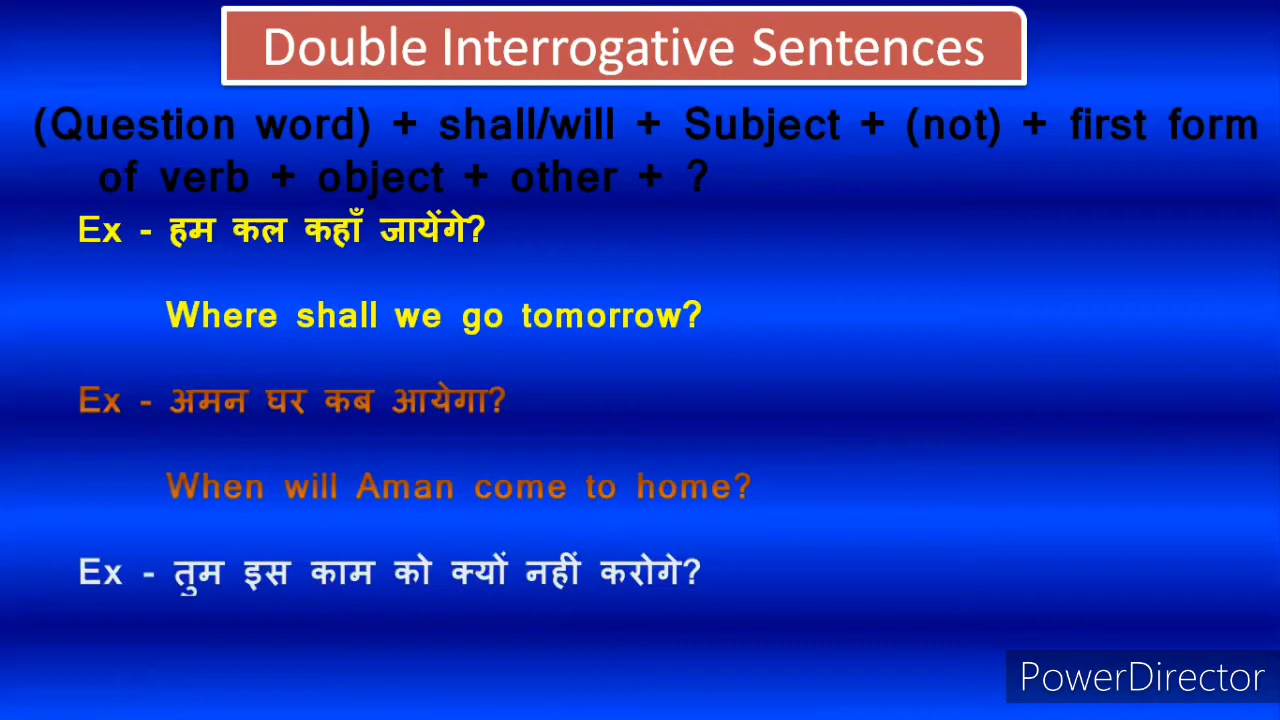 Double Interrogative Sentences
(Question word) + shall/will + Subject + (not) + first form
of verb + object + other + ?
Ex - हम कल कहाँ जायेंगे?
Where shall we go tomorrow?
Ex - अमन घर कब आयेगा?
When will Aman come to home?
Ex - तुम इस काम को क्यों नहीं करोगे?
PowerDirector